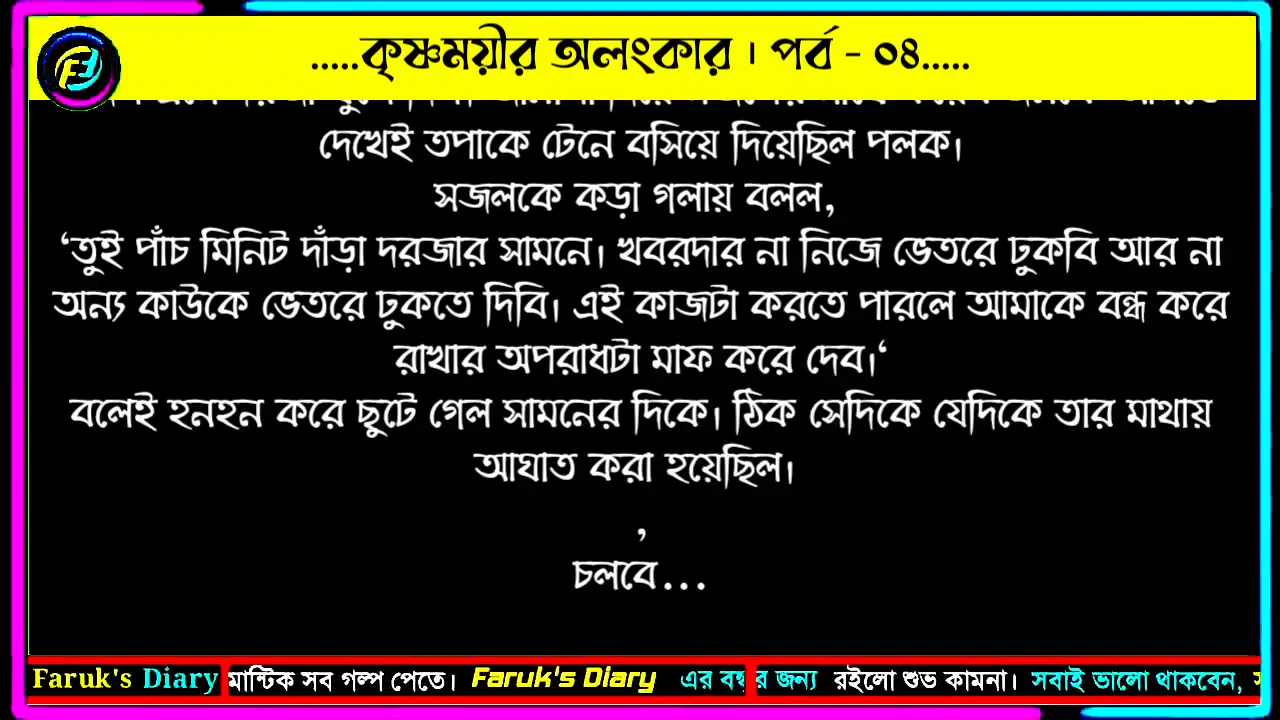 .....কৃষ্ণময়ীর অলংকার । পর্ব - ০৪.....
দেখেই তপাকে টেনে বসিয়ে দিয়েছিল পলক।
সজলকে কড়া গলায় বলল,
‘তুই পাঁচ মিনিট দাঁড়া দরজার সামনে। খবরদার না নিজে ভেতরে ঢুকবি আর না
অন্য কাউকে ভেতরে ঢুকতে দিবি। এই কাজটা করতে পারলে আমাকে বন্ধ করে
রাখার অপরাধটা মাফ করে দেব।‘
বলেই হনহন করে ছুটে গেল সামনের দিকে। ঠিক সেদিকে যেদিকে তার মাথায়
আঘাত করা হয়েছিল।
,
চলবে...
Faruk's Diary মান্টিক সব গল্প পেতে। Faruk's Diary এর বন্ধুর জন্য রইলো শুভ কামনা। সবাই ভালো থাকবেন,